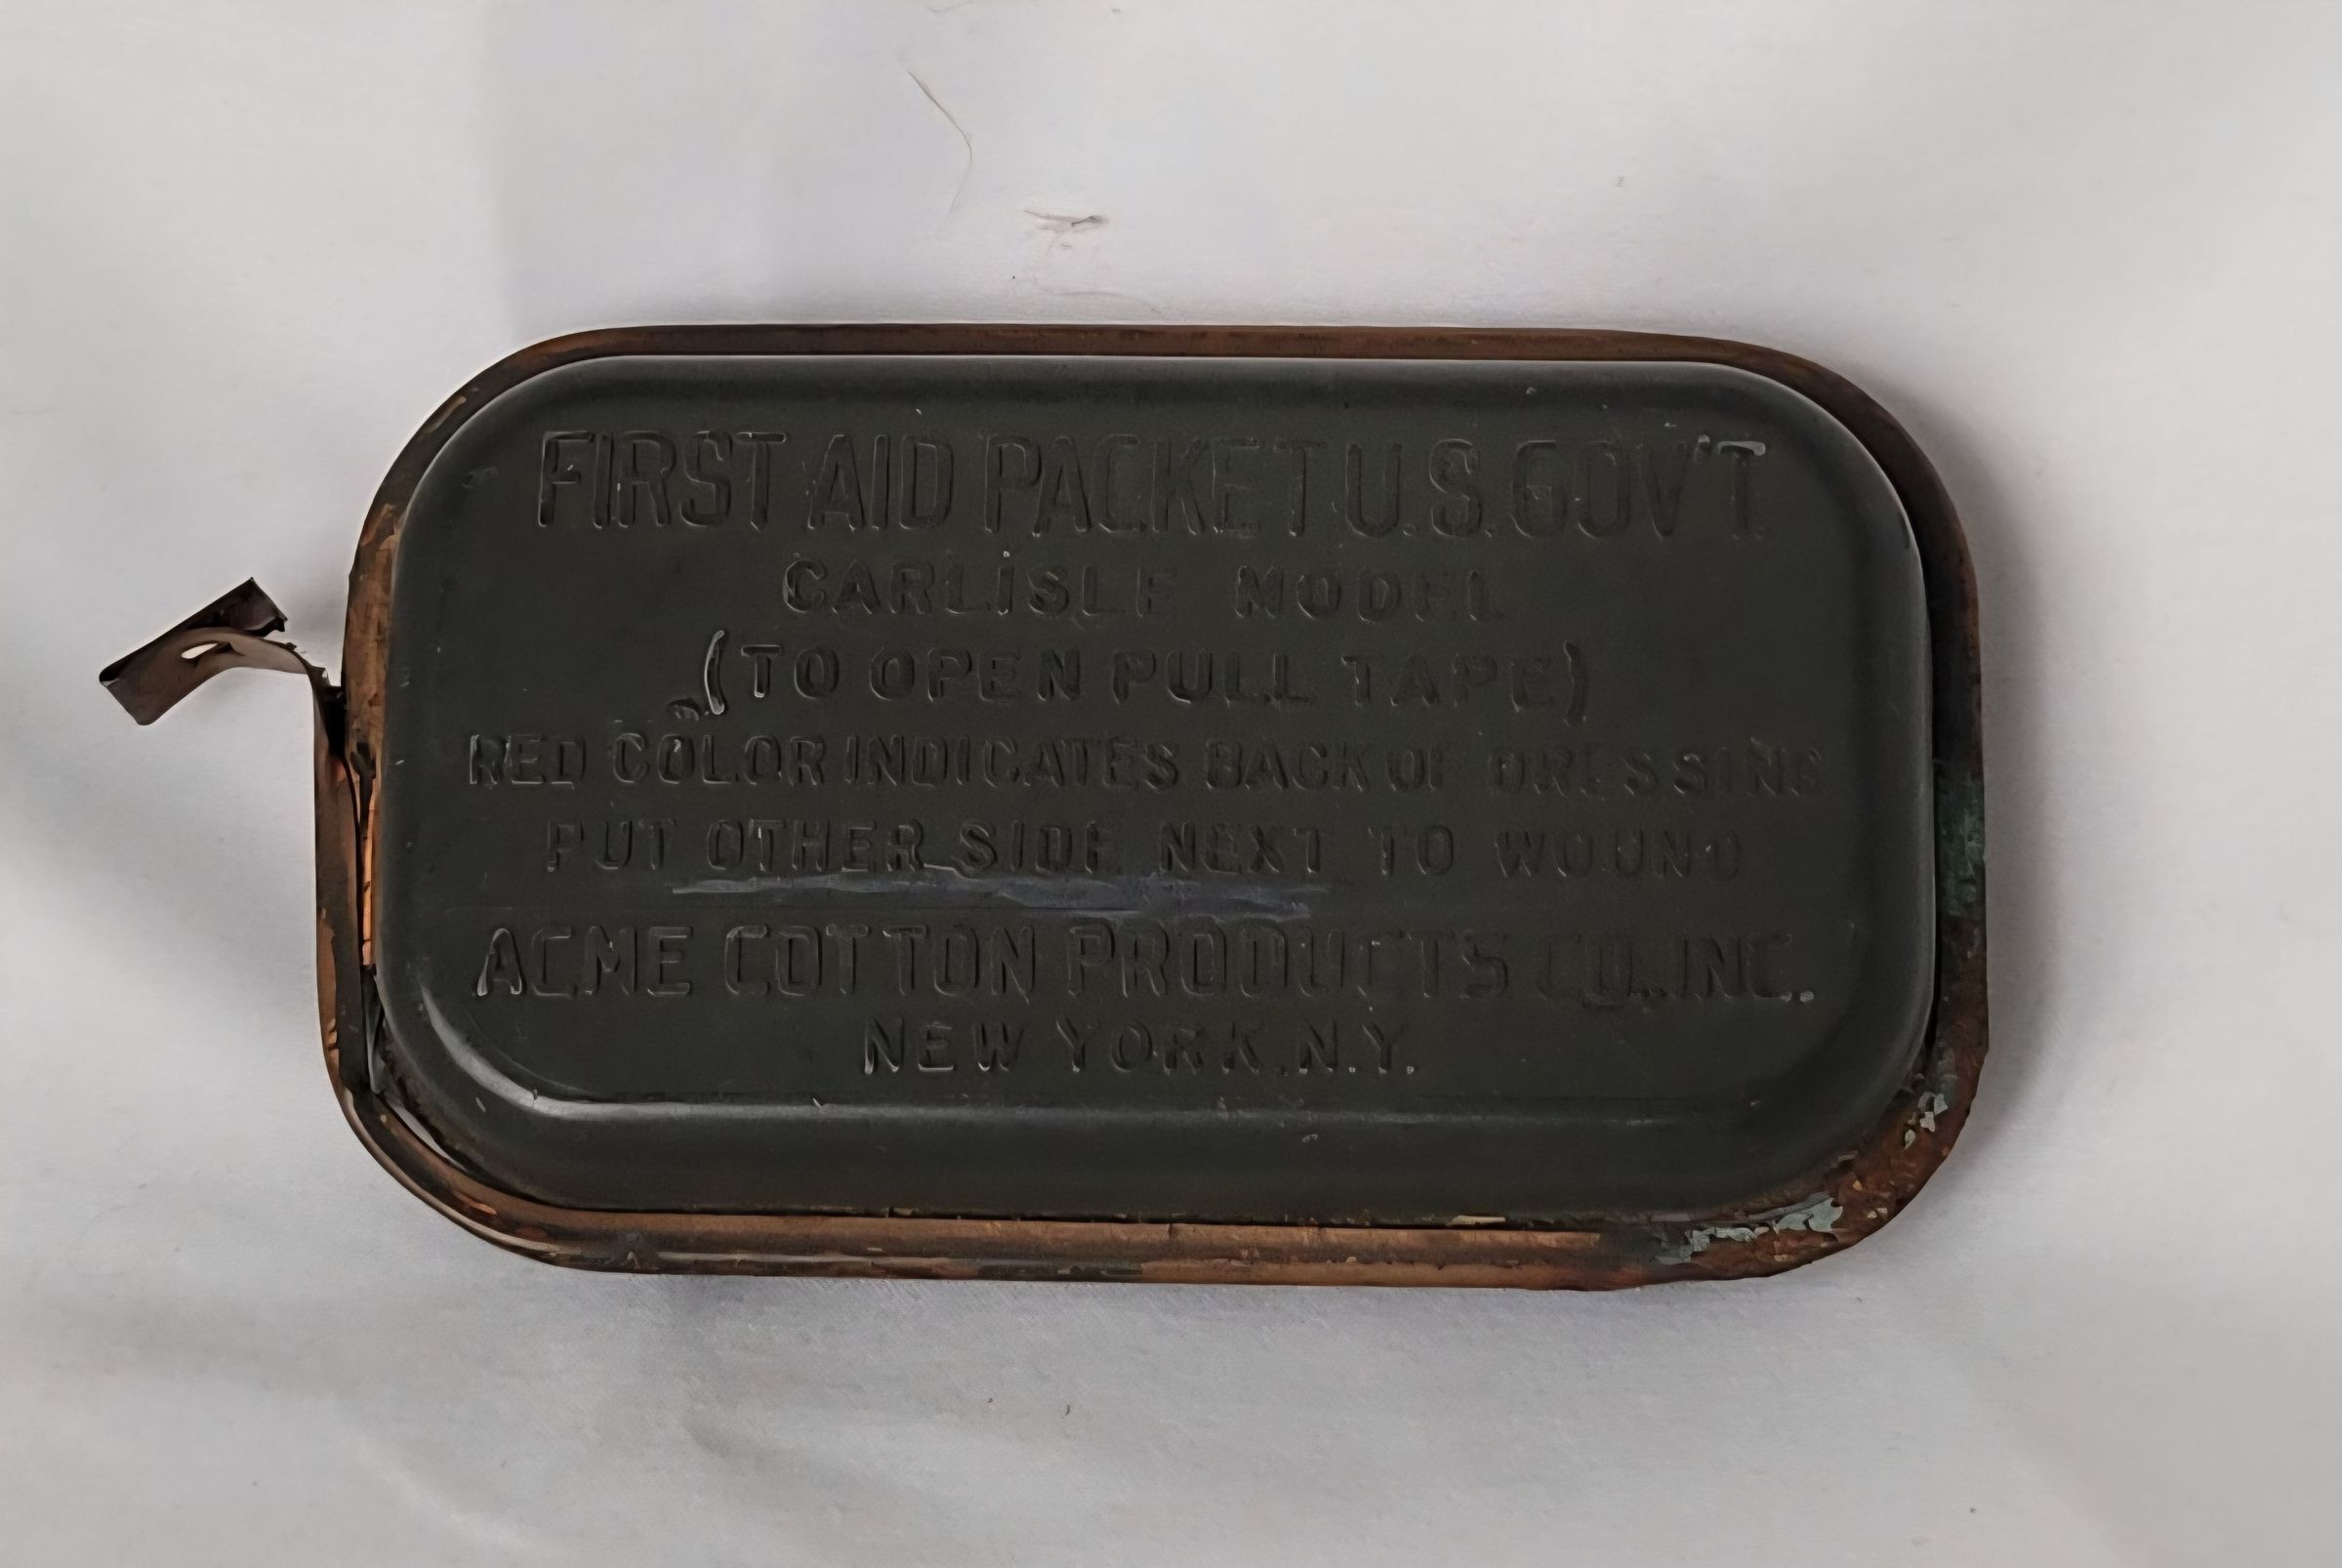 FIRST AID PACKET U.S. GOV'T.
CARLISLE MODEL
(TO OPEN PULL TAPE)
RED COLOR INDICATES BACK OF DRESSING
PUT OTHER SIDE NEXT TO WOUND
ACME COTTON PRODUCTS CO., INC.
NEW YORK, N.Y.